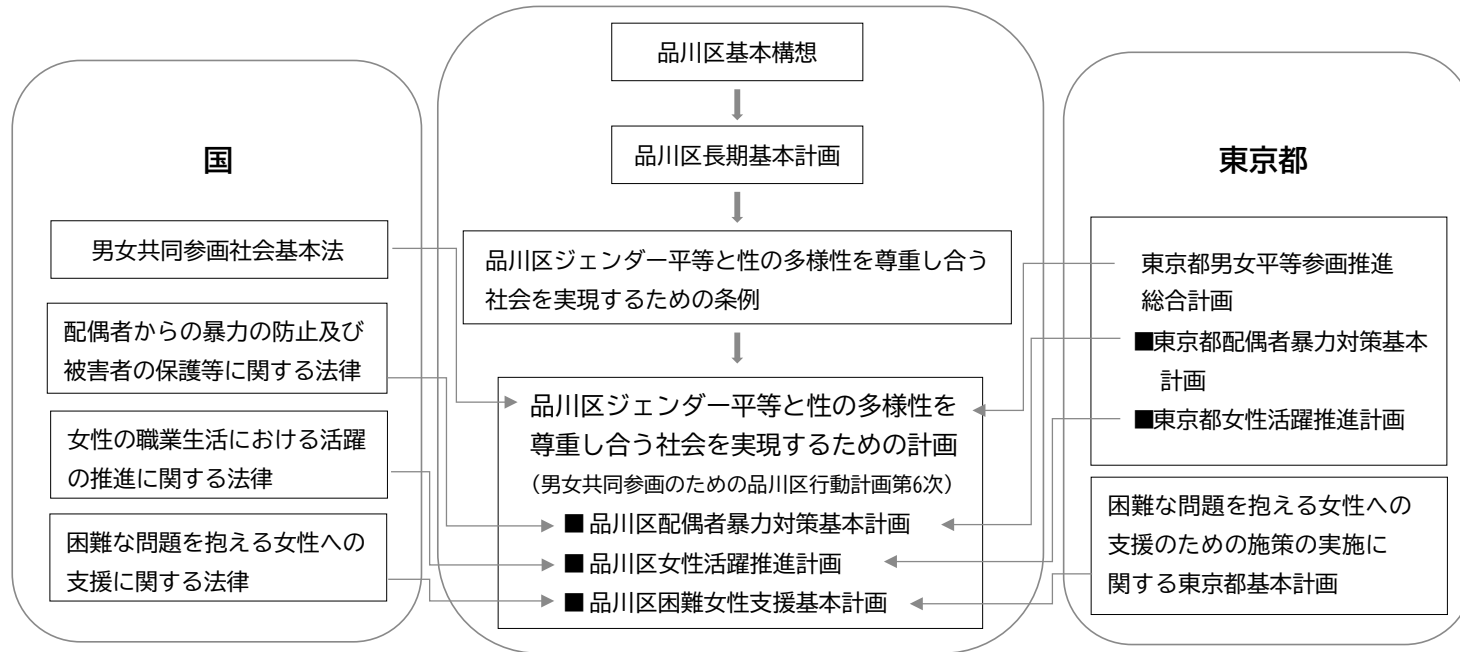 国
男女共同参画社会基本法
配偶者からの暴力の防止及び
被害者の保護等に関する法律
女性の職業生活における活躍
の推進に関する法律
困難な問題を抱える女性への
支援に関する法律
品川区基本構想
品川区長期基本計画
品川区ジェンダー平等と性の多様性を尊重し合う
社会を実現するための条例
品川区ジェンダー平等と性の多様性を
尊重し合う社会を実現するための計画
（男女共同参画のための品川区行動計画第6次）
■品川区配偶者暴力対策基本計画
■品川区女性活躍推進計画
■品川区困難女性支援基本計画
東京都
東京都男女平等参画推進
総合計画
■東京都配偶者暴力対策基本
計画
■東京都女性活躍推進計画
困難な問題を抱える女性への
支援のための施策の実施に
関する東京都基本計画